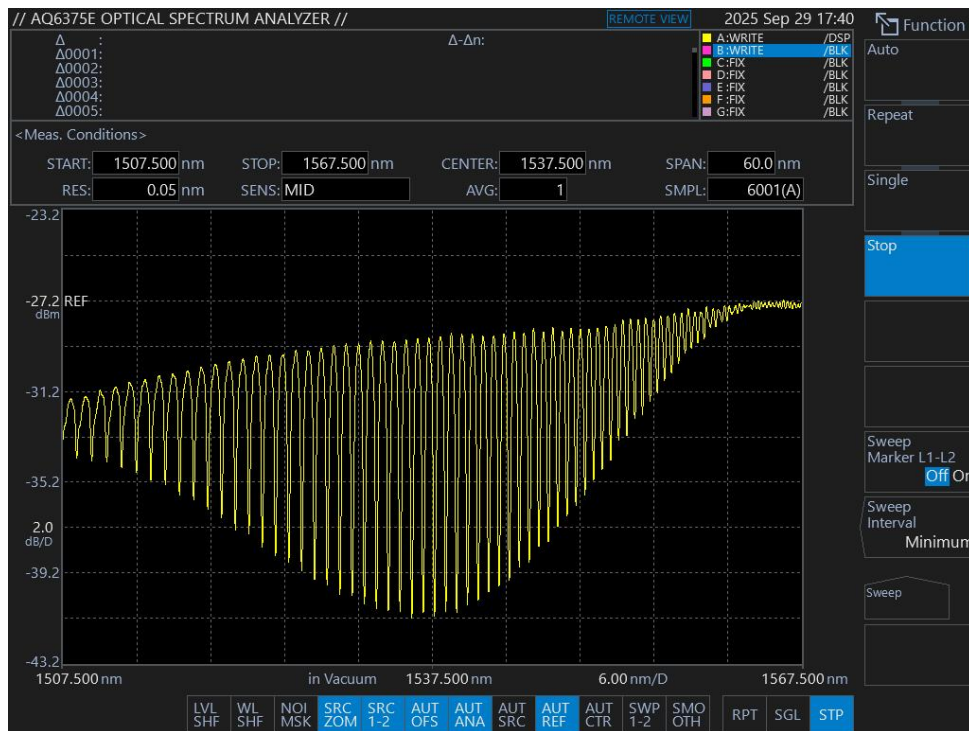 // AQ6375E OPTICAL SPECTRUM ANALYZER // REMOTE VIEW 2025 Sep 29 17:40 Function
Δ : Δ-Δn: A:WRITE /DSP
Δ0001: B:WRITE /BLK
Δ0002: C:FIX /BLK
Δ0003: D:FIX /BLK
Δ0004: E:FIX /BLK
Δ0005: F:FIX /BLK
G:FIX /BLK
Auto
Repeat
<Meas. Conditions>
START: 1507.500 nm STOP: 1567.500 nm CENTER: 1537.500 nm SPAN: 60.0 nm
RES: 0.05 nm SENS: MID AVG: 1 SMPL: 6001(A)
Single
Stop
-23.2
-27.2 REF
dBm
-31.2
-35.2
2.0
dB/D
-39.2
-43.2
1507.500 nm in Vacuum 1537.500 nm 6.00 nm/D 1567.500 nm
Sweep
Marker L1-L2
Off On
Sweep
Interval
Minimum
Sweep
LVL SHF
WL SHF
NOI MSK
SRC ZOM
SRC 1-2
AUT OFS
AUT ANA
AUT SRC
AUT REF
AUT CTR
SWP 1-2
SMO OTH
RPT
SGL
STP